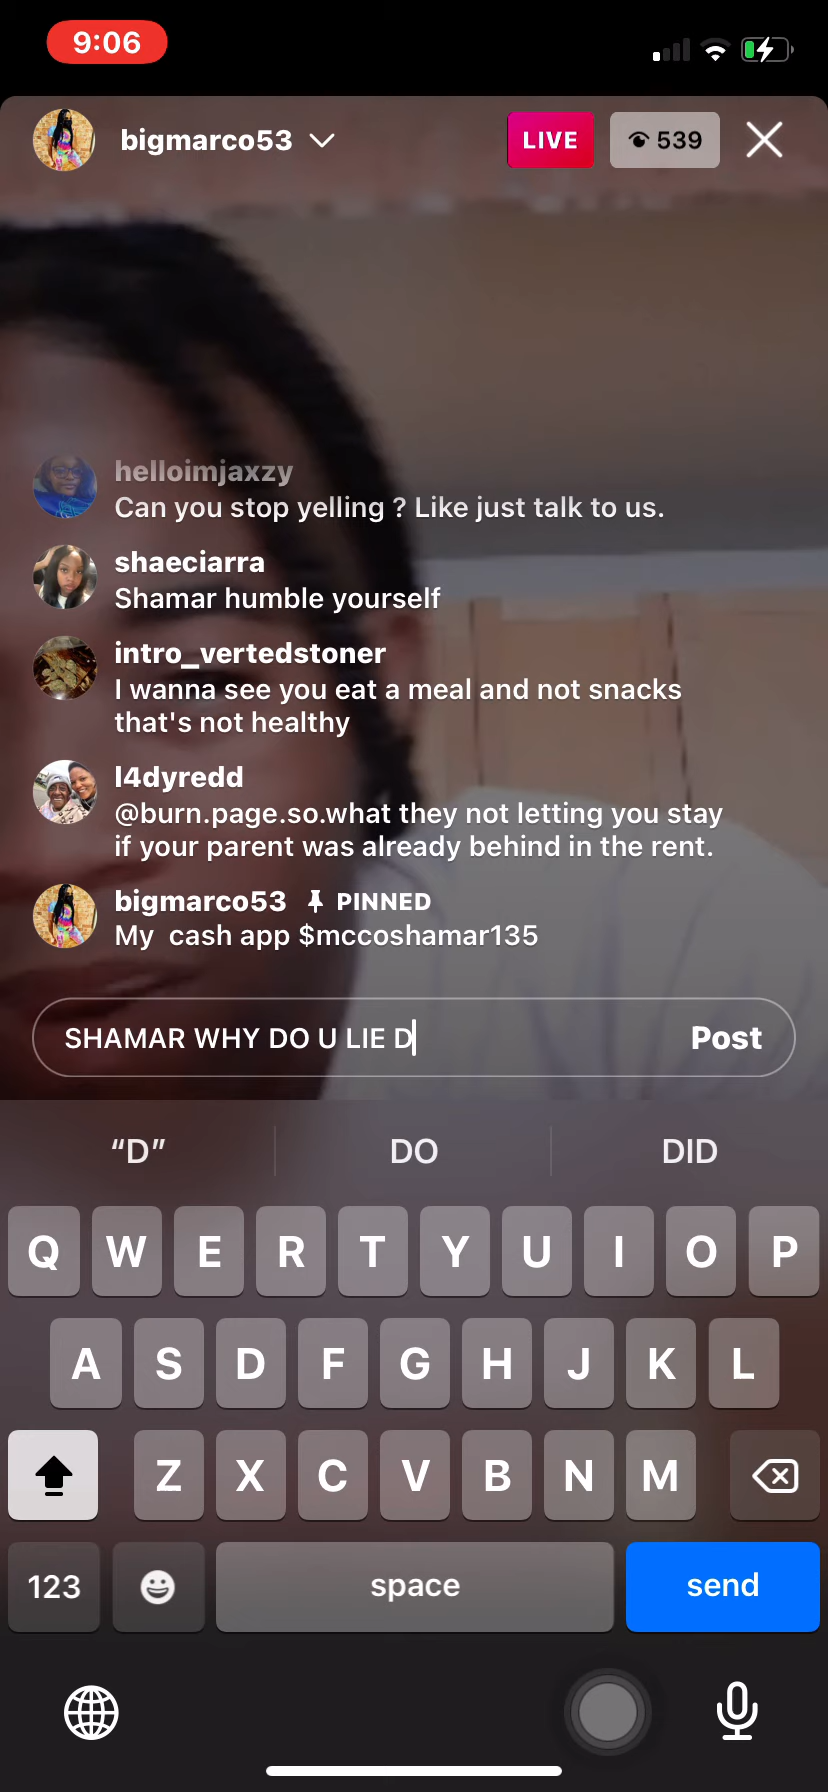 9:06
bigmarco53
LIVE
539
helloimjaxzy
Can you stop yelling ? Like just talk to us.
shaeciarra
Shamar humble yourself
intro_vertedstoner
I wanna see you eat a meal and not snacks
that's not healthy
l4dyredd
@burn.page.so.what they not letting you stay
if your parent was already behind in the rent.
bigmarco53 PINNED
My  cash app $mccoshamar135
SHAMAR WHY DO U LIE D
Post
“D” DO DID
Q W E R T Y U I O P
A S D F G H J K L
Z X C V B N M
123 space send